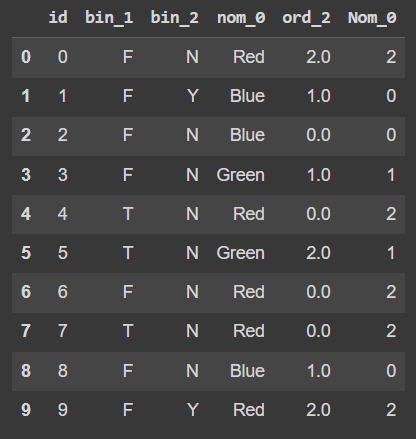 id bin_1 bin_2 nom_0 ord_2 Nom_0
0 0 F N Red 2.0 2
1 1 F Y Blue 1.0 0
2 2 F N Blue 0.0 0
3 3 F N Green 1.0 1
4 4 T N Red 0.0 2
5 5 T N Green 2.0 1
6 6 F N Red 0.0 2
7 7 T N Red 0.0 2
8 8 F N Blue 1.0 0
9 9 F Y Red 2.0 2